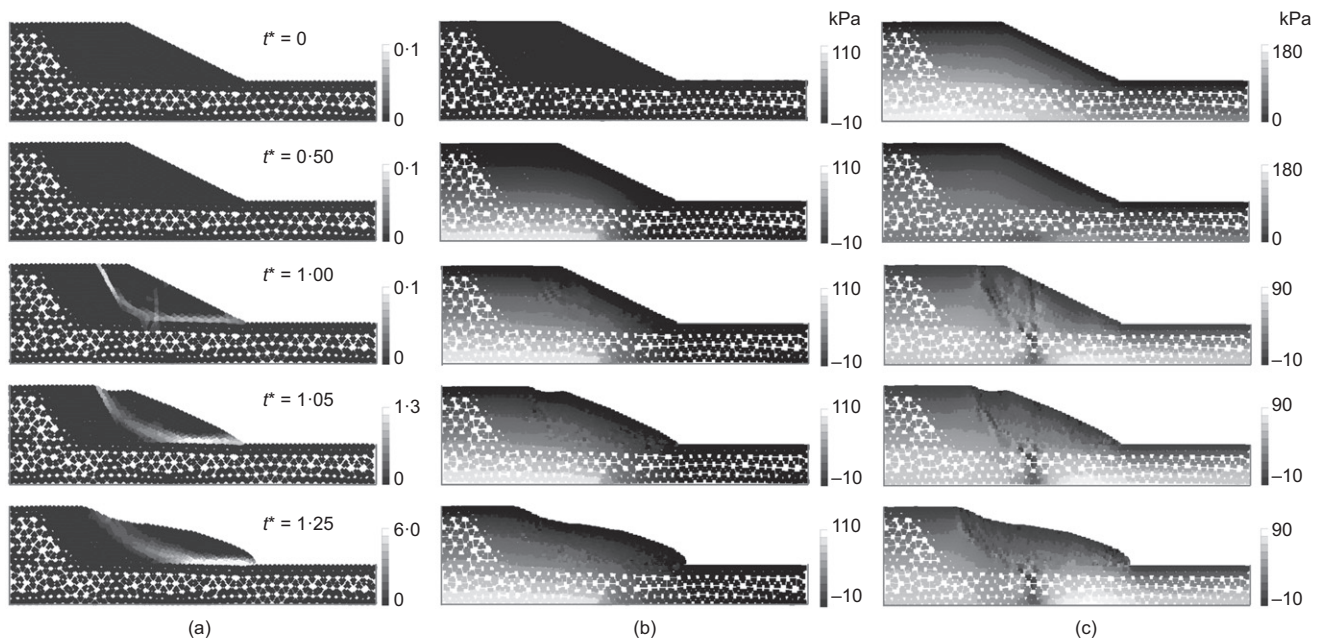 kPa kPa
t* = 0 0·1 110 180
0 –10 0
t* = 0·50 0·1 110 180
0 –10 0
t* = 1·00 0·1 110 90
0 –10 –10
t* = 1·05 1·3 110 90
0 –10 –10
t* = 1·25 6·0 110 90
0 –10 –10
(a) (b) (c)